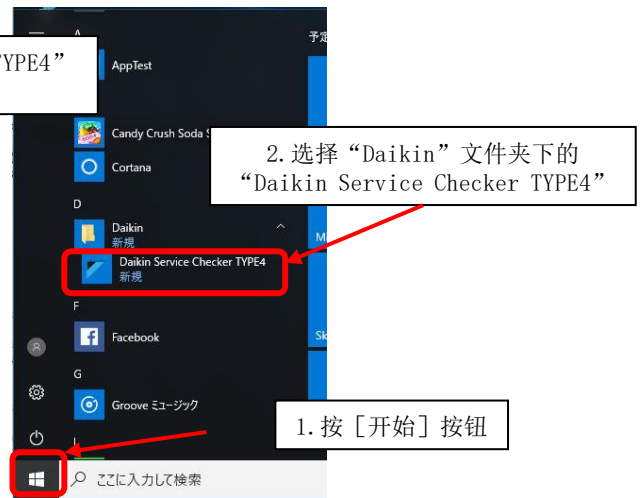 TYPE4”
A
予定
AppTest
Candy Crush Soda S
Cortana
2.选择“Daikin”文件夹下的
“Daikin Service Checker TYPE4”
D
Daikin
新規
Mi
Daikin Service Checker TYPE4
新規
F
Facebook
Sk
G
Groove ミュージック
1.按［开始］按钮
ここに入力して検索